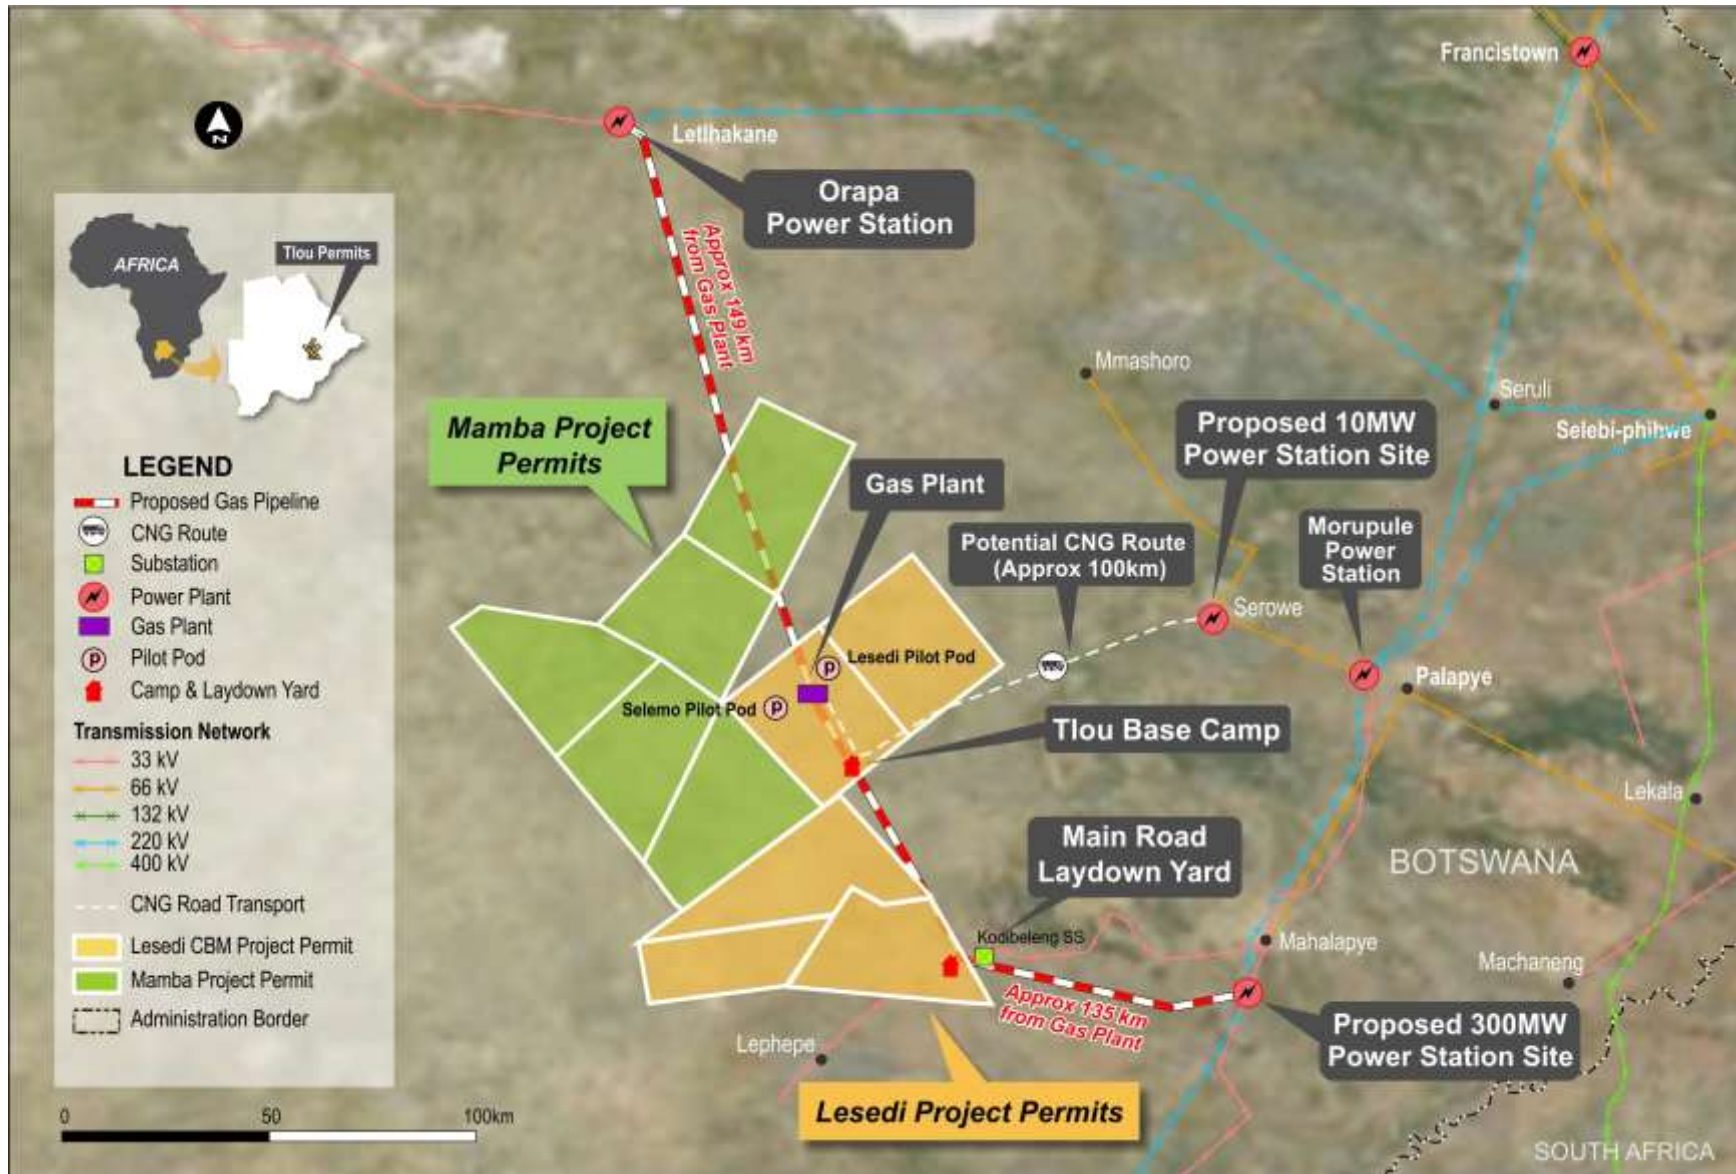 Francistown
Letlhakane
Orapa
Power Station
N
AFRICA
Tlou Permits
Approx 149 km
from Gas Plant
Mmashoro
Seruli
Selebi-phihwe
Mamba Project
Permits
Proposed 10MW
Power Station Site
Gas Plant
Potential CNG Route
(Approx 100km)
Morupule
Power
Station
Serowe
LEGEND
Proposed Gas Pipeline
CNG Route
Substation
Power Plant
Gas Plant
P
Pilot Pod
Camp & Laydown Yard
Transmission Network
33 kV
66 kV
132 kV
220 kV
400 kV
CNG Road Transport
Lesedi CBM Project Permit
Mamba Project Permit
Administration Border
P
Lesedi Pilot Pod
Selemo Pilot Pod
P
Palapye
Tlou Base Camp
Lekala
Main Road
Laydown Yard
BOTSWANA
Kodibeleng SS
Mahalapye
Machaneng
Approx 135 km
from Gas Plant
Proposed 300MW
Power Station Site
Lephepe
Lesedi Project Permits
0
50
100km
SOUTH AFRICA